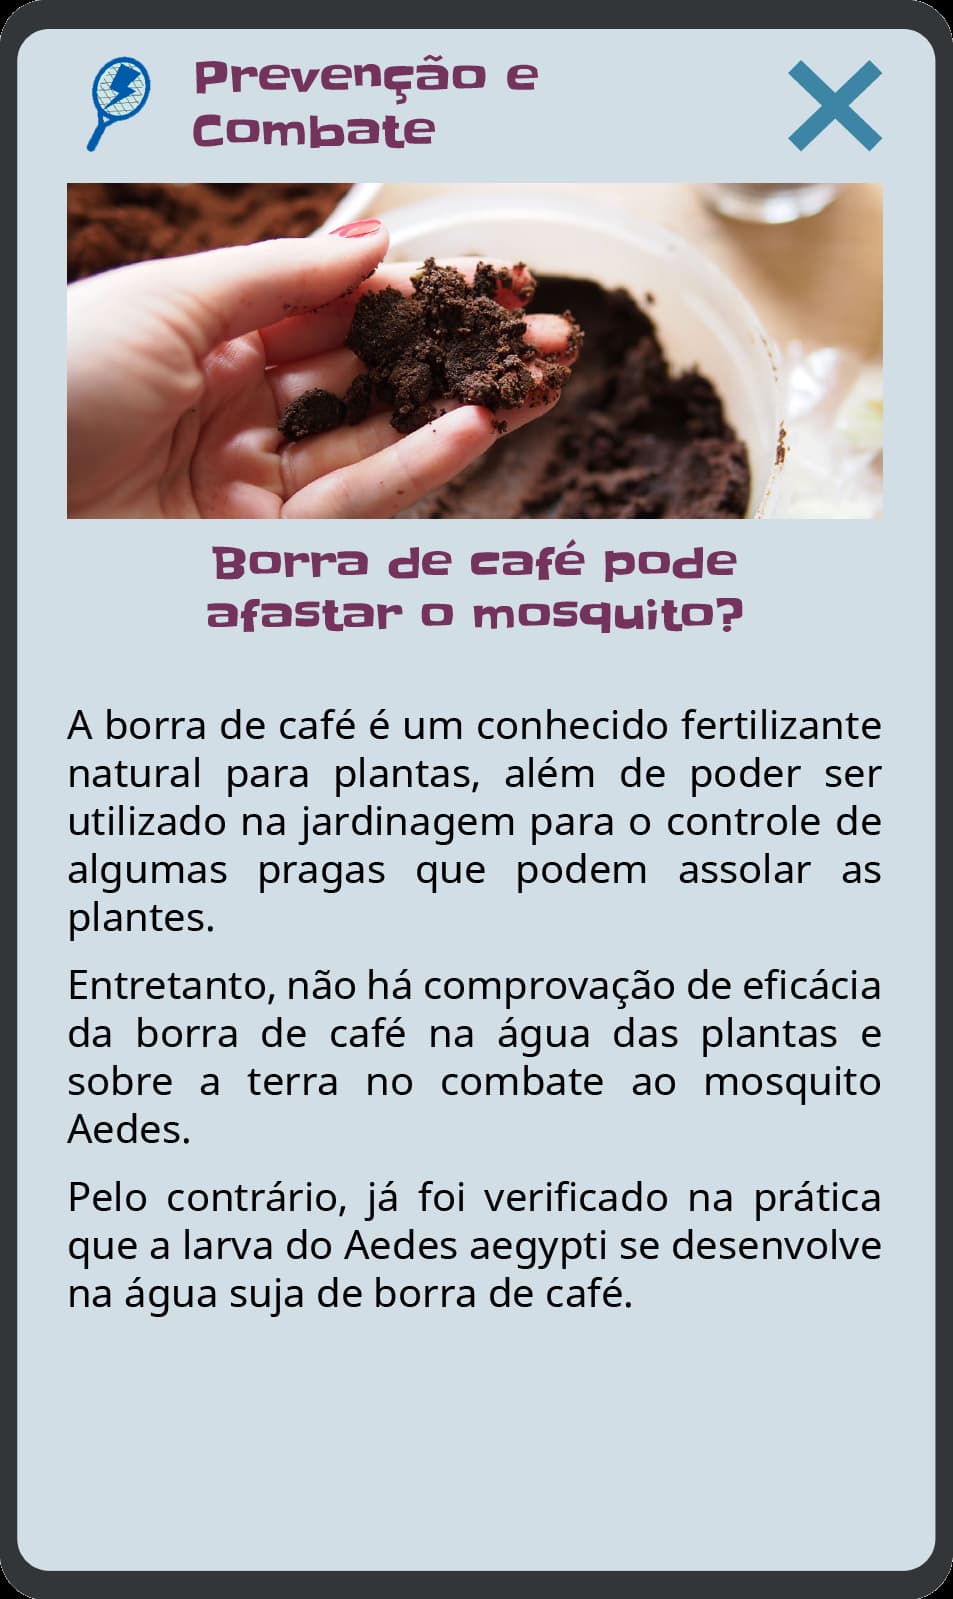 Prevenção e
Combate
Borra de café pode
afastar o mosquito?
A borra de café é um conhecido fertilizante
natural para plantas, além de poder ser
utilizado na jardinagem para o controle de
algumas pragas que podem assolar as
plantes.
Entretanto, não há comprovação de eficácia
da borra de café na água das plantas e
sobre a terra no combate ao mosquito
Aedes.
Pelo contrário, já foi verificado na prática
que a larva do Aedes aegypti se desenvolve
na água suja de borra de café.